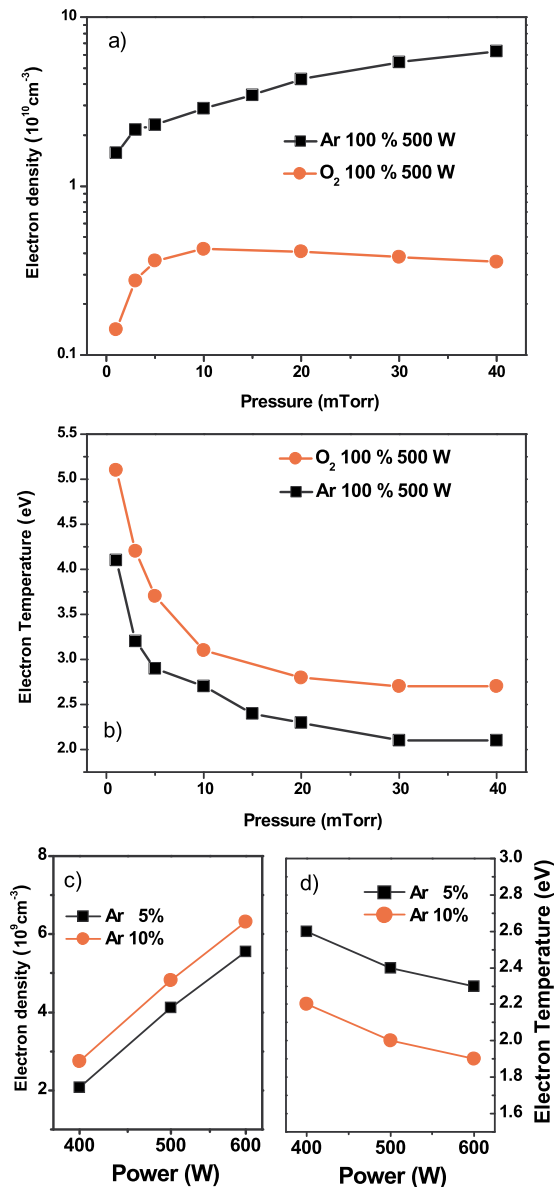 a)
Electron density (10¹⁰cm⁻³)
10
1
0.1
Ar 100 % 500 W
O₂ 100 % 500 W
0 10 20 30 40
Pressure (mTorr)
b)
Electron Temperature (eV)
5.5
5.0
4.5
4.0
3.5
3.0
2.5
2.0
O₂ 100 % 500 W
Ar 100 % 500 W
0 10 20 30 40
Pressure (mTorr)
c)
Electron density (10⁹cm⁻³)
8
6
4
2
Ar 5%
Ar 10%
400 500 600
Power (W)
d)
Ar 5%
Ar 10%
3.0
2.8
2.6
2.4
2.2
2.0
1.8
1.6
Electron Temperature (eV)
400 500 600
Power (W)